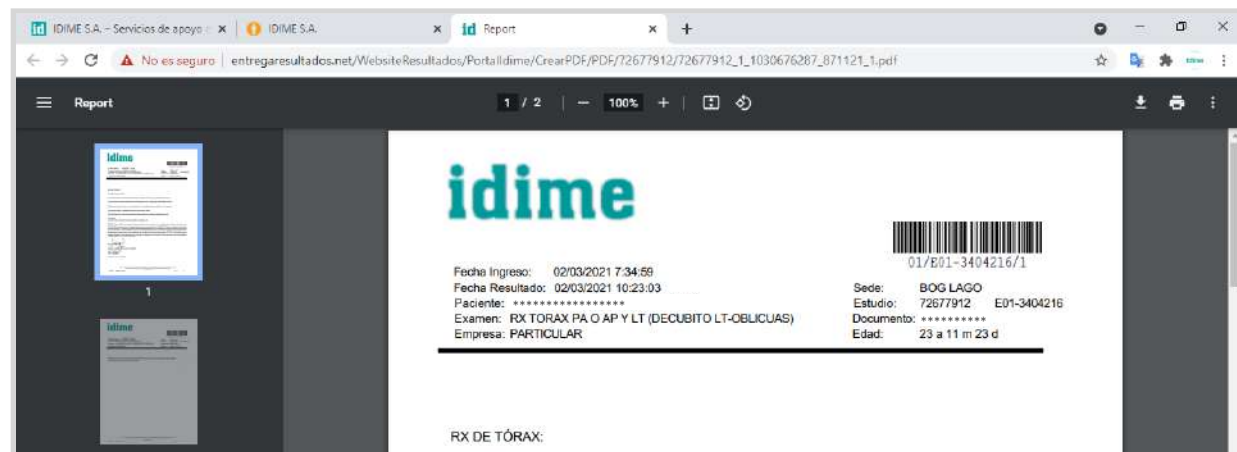 IDIME S.A. – Servicios de apoyo
IDIME S.A.
Report
No es seguro | entregaresultados.net/WebsiteResultados/PortalIdime/CrearPDF/PDF/72677912/72677912_1_1030676287_871121_1.pdf
Report
1 / 2
100%
idime
idime
1
idime
01/E01-3404216/1
Fecha Ingreso: 02/03/2021 7:34:59
Fecha Resultado: 02/03/2021 10:23:03
Sede: BOG LAGO
Paciente: *****************
Estudio: 72677912 E01-3404216
Examen: RX TORAX PA O AP Y LT (DECUBITO LT-OBLICUAS)
Documento: **********
Empresa: PARTICULAR
Edad: 23 a 11 m 23 d
RX DE TÓRAX: